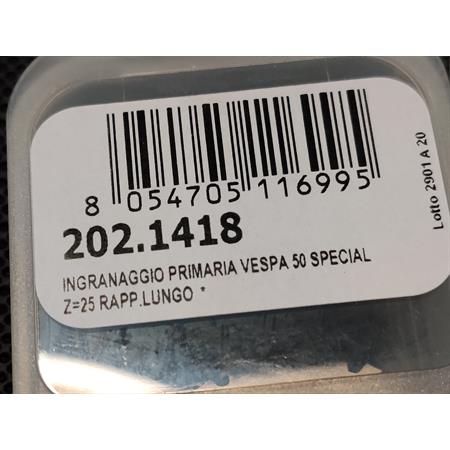 8 054705 116995
202.1418
INGRANAGGIO PRIMARIA VESPA 50 SPECIAL
Z=25 RAPP.LUNGO *
Lotto 2901 A 20